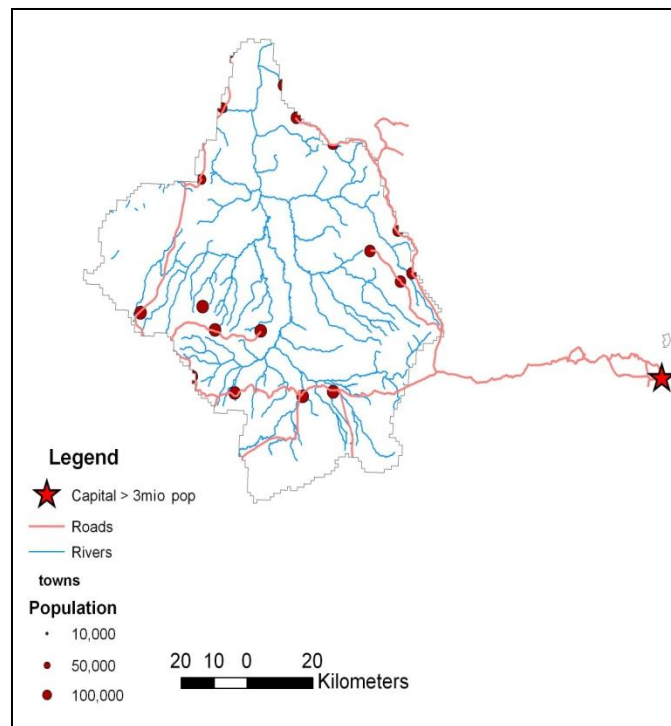 Legend
Capital > 3mio pop
Roads
Rivers
towns
Population
10,000
50,000
100,000
20 10 0 20
Kilometers